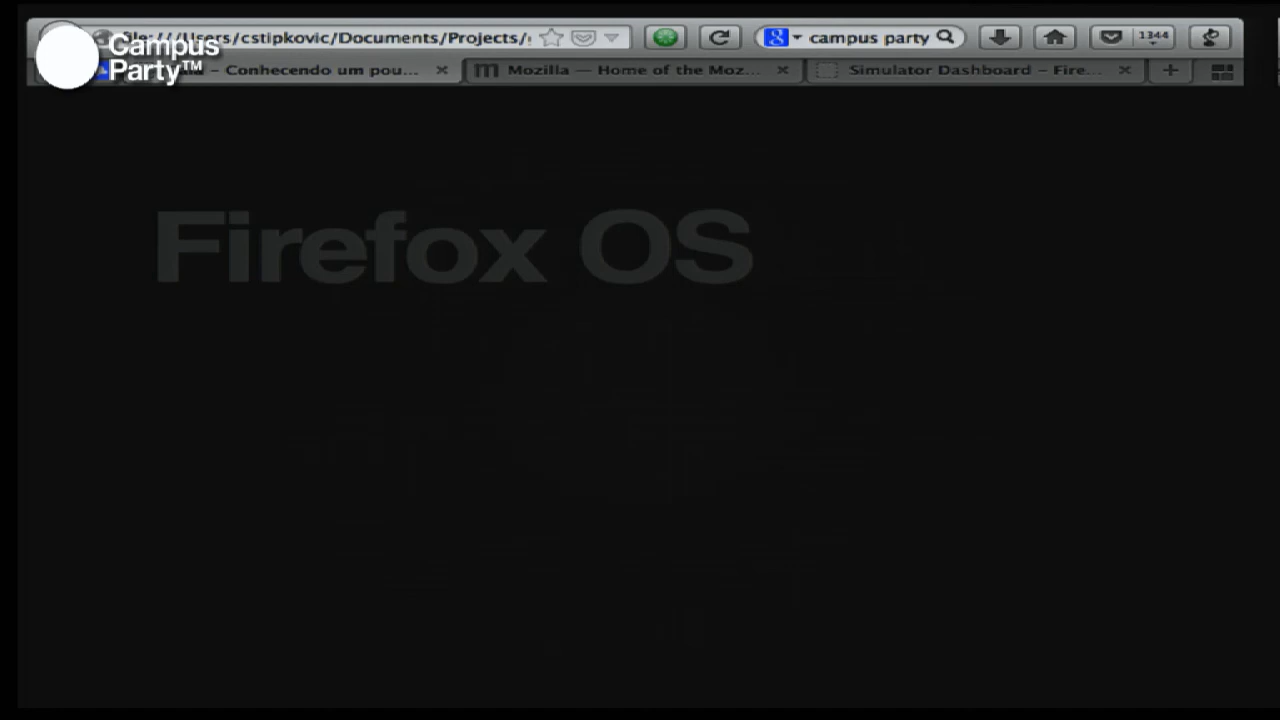 Campus
Party™
file:///Users/cstipkovic/Documents/Projects/
campus party
1344
– Conhecendo um pou...
Mozilla — Home of the Moz...
Simulator Dashboard – Fire...
Firefox OS